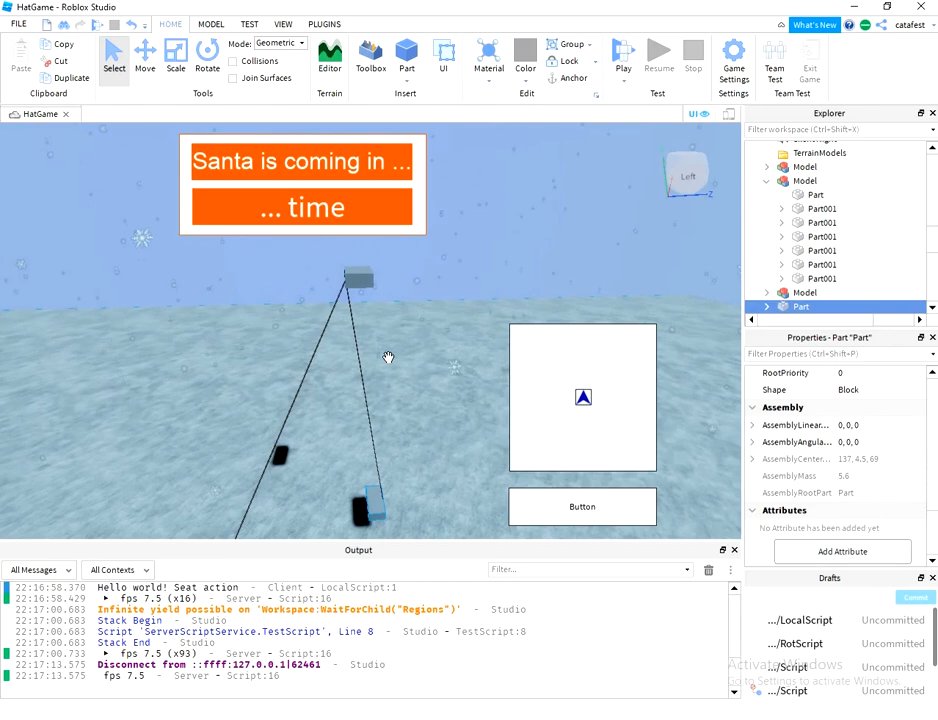 HatGame - Roblox Studio
FILE
HOME
MODEL
TEST
VIEW
PLUGINS
What's New
catafest
Paste
Copy
Cut
Duplicate
Clipboard
Select
Move
Scale
Rotate
Mode: Geometric
Collisions
Join Surfaces
Tools
Editor
Terrain
Toolbox
Part
UI
Insert
Material
Color
Group
Lock
Anchor
Edit
Play
Resume
Stop
Test
Game
Settings
Settings
Team
Test
Exit
Game
Team Test
HatGame
UI
Santa is coming in ...
... time
Left
Z
Button
Explorer
Filter workspace (Ctrl+Shift+X)
TerrainModels
Model
Model
Part
Part001
Part001
Part001
Part001
Part001
Part001
Model
Part
Properties - Part "Part"
Filter Properties (Ctrl+Shift+P)
RootPriority 0
Shape Block
Assembly
AssemblyLinear... 0, 0, 0
AssemblyAngula... 0, 0, 0
AssemblyCenter... 137, 4.5, 69
AssemblyMass 5.6
AssemblyRootPart Part
Attributes
No Attribute has been added yet
Add Attribute
Drafts
Commit
.../LocalScript Uncommitted
.../RotScript Uncommitted
.../Script Uncommitted
.../Script Uncommitted
Output
All Messages
All Contexts
Filter...
22:16:58.370 Hello world! Seat action - Client - LocalScript:1
22:16:58.429 fps 7.5 (x16) - Server - Script:16
22:17:00.683 Infinite yield possible on 'Workspace:WaitForChild("Regions")' - Studio
22:17:00.683 Stack Begin - Studio
22:17:00.683 Script 'ServerScriptService.TestScript', Line 8 - Studio - TestScript:8
22:17:00.683 Stack End - Studio
22:17:00.733 fps 7.5 (x93) - Server - Script:16
22:17:13.575 Disconnect from ::ffff:127.0.0.1|62461 - Studio
22:17:13.575 fps 7.5 - Server - Script:16
Activate Windows
Go to Settings to activate Windows.